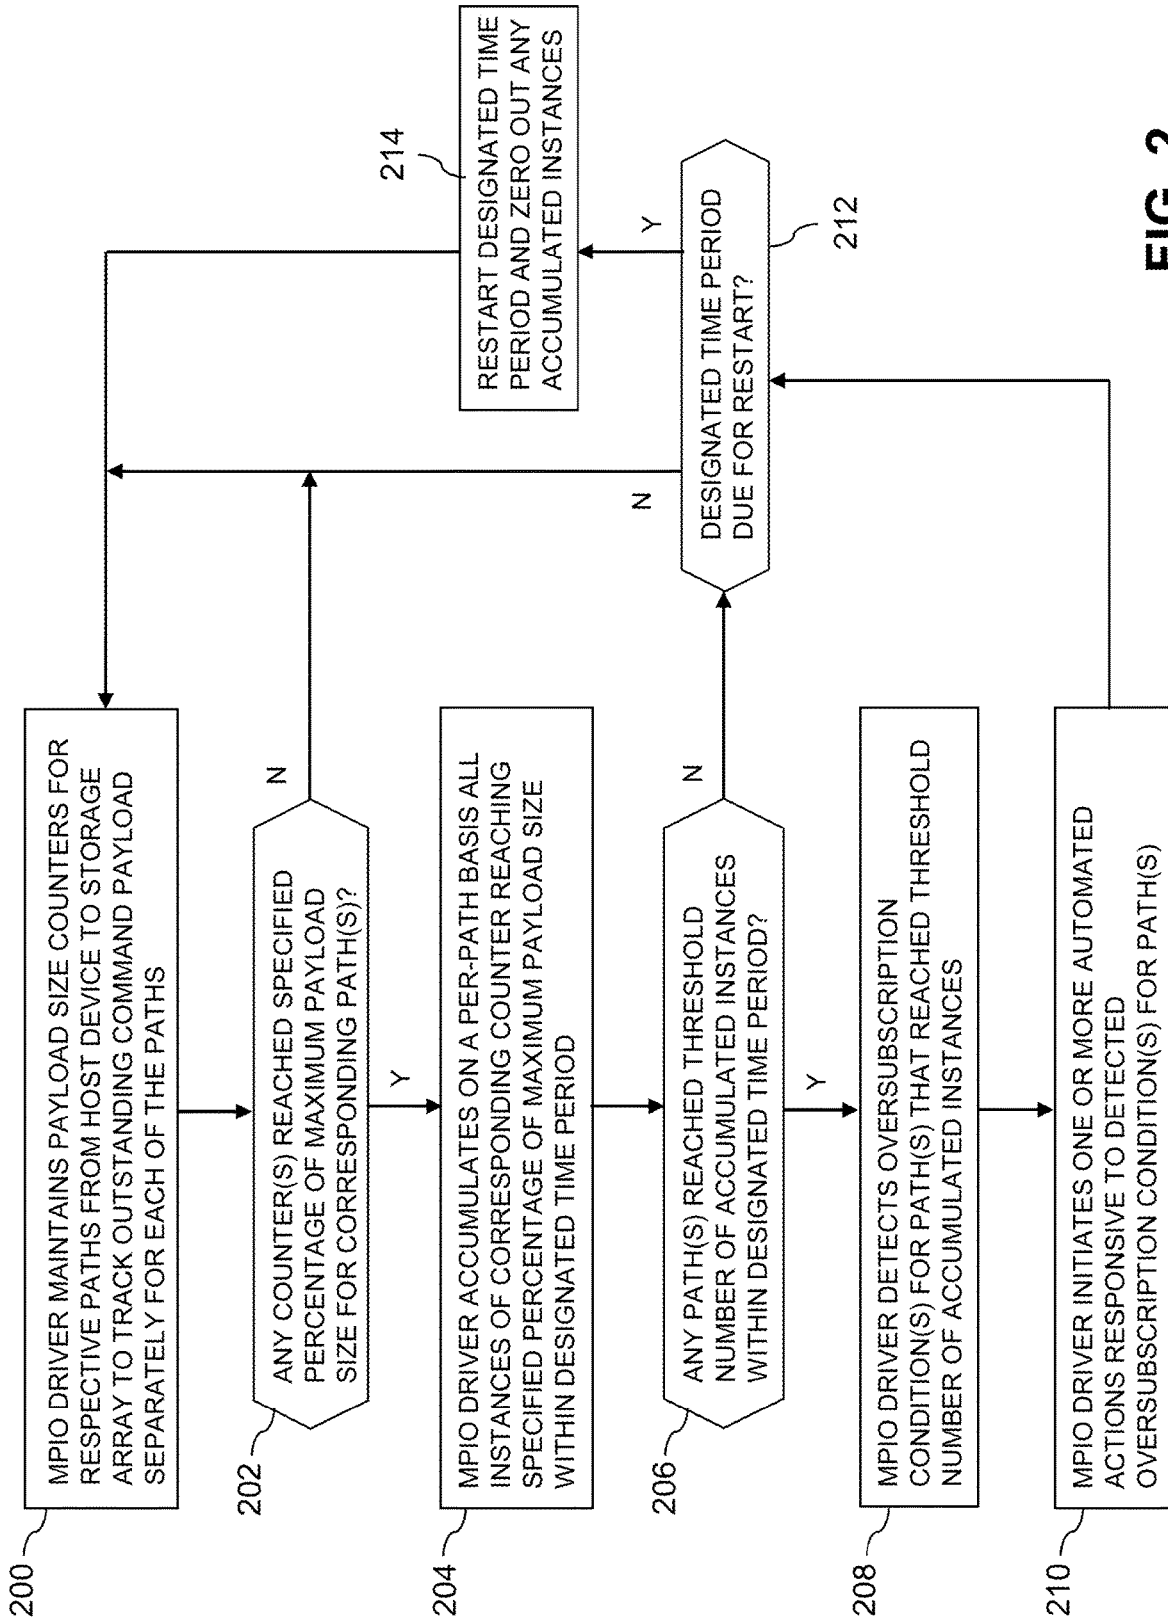 200
MPIO DRIVER MAINTAINS PAYLOAD SIZE COUNTERS FOR
RESPECTIVE PATHS FROM HOST DEVICE TO STORAGE
ARRAY TO TRACK OUTSTANDING COMMAND PAYLOAD
SEPARATELY FOR EACH OF THE PATHS
202
ANY COUNTER(S) REACHED SPECIFIED
PERCENTAGE OF MAXIMUM PAYLOAD
SIZE FOR CORRESPONDING PATH(S)?
N
Y
204
MPIO DRIVER ACCUMULATES ON A PER-PATH BASIS ALL
INSTANCES OF CORRESPONDING COUNTER REACHING
SPECIFIED PERCENTAGE OF MAXIMUM PAYLOAD SIZE
WITHIN DESIGNATED TIME PERIOD
206
ANY PATH(S) REACHED THRESHOLD
NUMBER OF ACCUMULATED INSTANCES
WITHIN DESIGNATED TIME PERIOD?
N
Y
208
MPIO DRIVER DETECTS OVERSUBSCRIPTION
CONDITION(S) FOR PATH(S) THAT REACHED THRESHOLD
NUMBER OF ACCUMULATED INSTANCES
210
MPIO DRIVER INITIATES ONE OR MORE AUTOMATED
ACTIONS RESPONSIVE TO DETECTED
OVERSUBSCRIPTION CONDITION(S) FOR PATH(S)
212
DESIGNATED TIME PERIOD
DUE FOR RESTART?
N
Y
214
RESTART DESIGNATED TIME
PERIOD AND ZERO OUT ANY
ACCUMULATED INSTANCES
FIG. 2